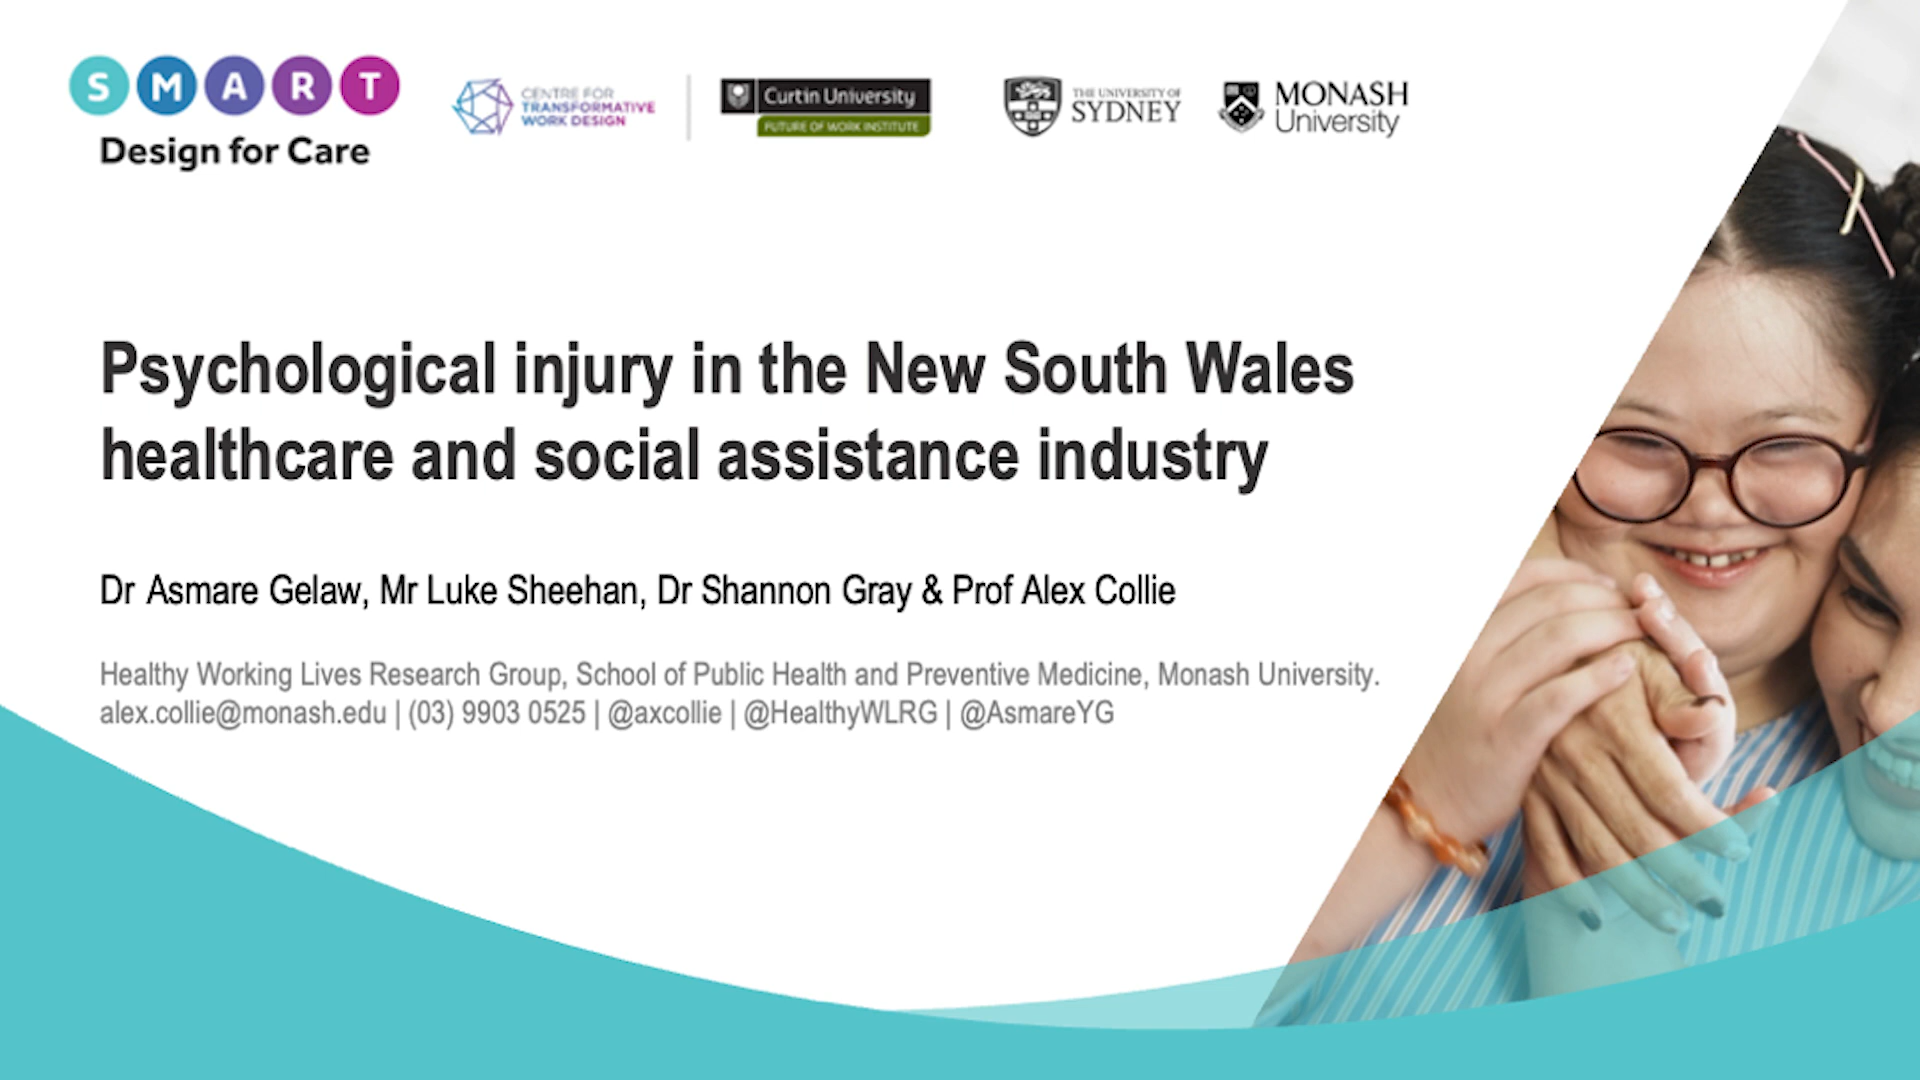 SMART
Design for Care
CENTRE FOR
TRANSFORMATIVE
WORK DESIGN
Curtin University
FUTURE OF WORK INSTITUTE
THE UNIVERSITY OF
SYDNEY
MONASH
University
Psychological injury in the New South Wales
healthcare and social assistance industry
Dr Asmare Gelaw, Mr Luke Sheehan, Dr Shannon Gray & Prof Alex Collie
Healthy Working Lives Research Group, School of Public Health and Preventive Medicine, Monash University.
alex.collie@monash.edu | (03) 9903 0525 | @axcollie | @HealthyWLRG | @AsmareYG